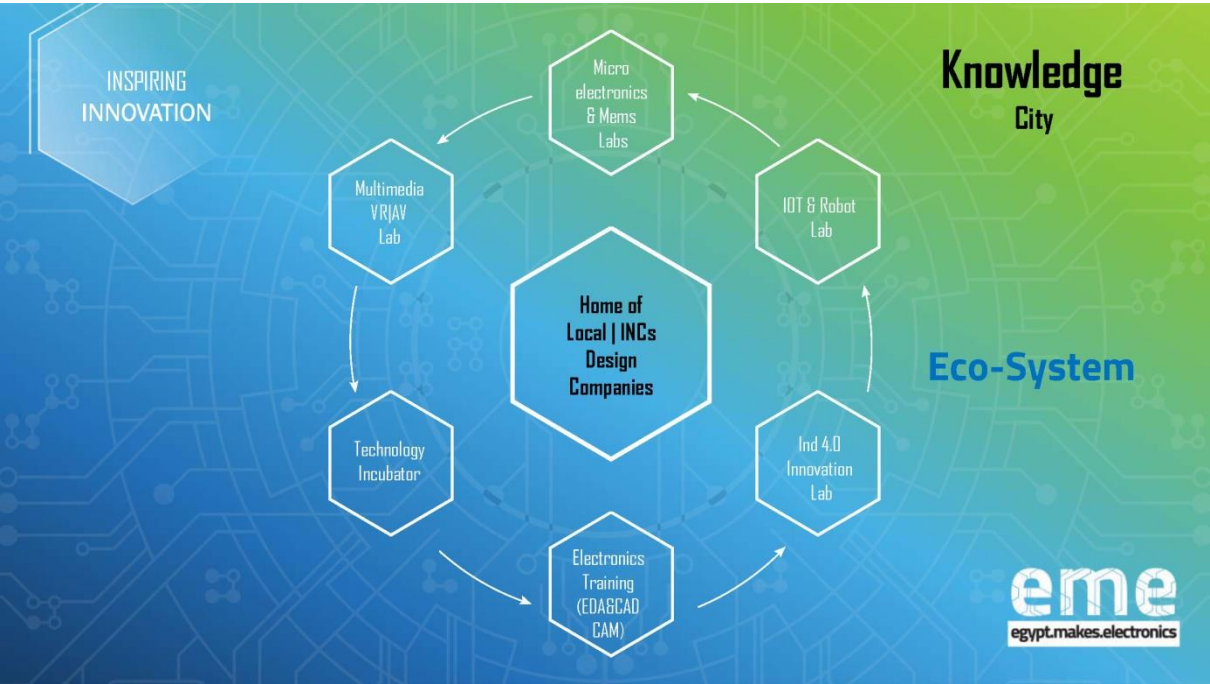 INSPIRING
INNOVATION
Knowledge
City
Micro
electronics
& Mems
Labs
Multimedia
VR|AV
Lab
IOT & Robot
Lab
Home of
Local | INCs
Design
Companies
Eco-System
Technology
Incubator
Ind 4.0
Innovation
Lab
Electronics
Training
(EDA&CAD
CAM)
eme
egypt.makes.electronics